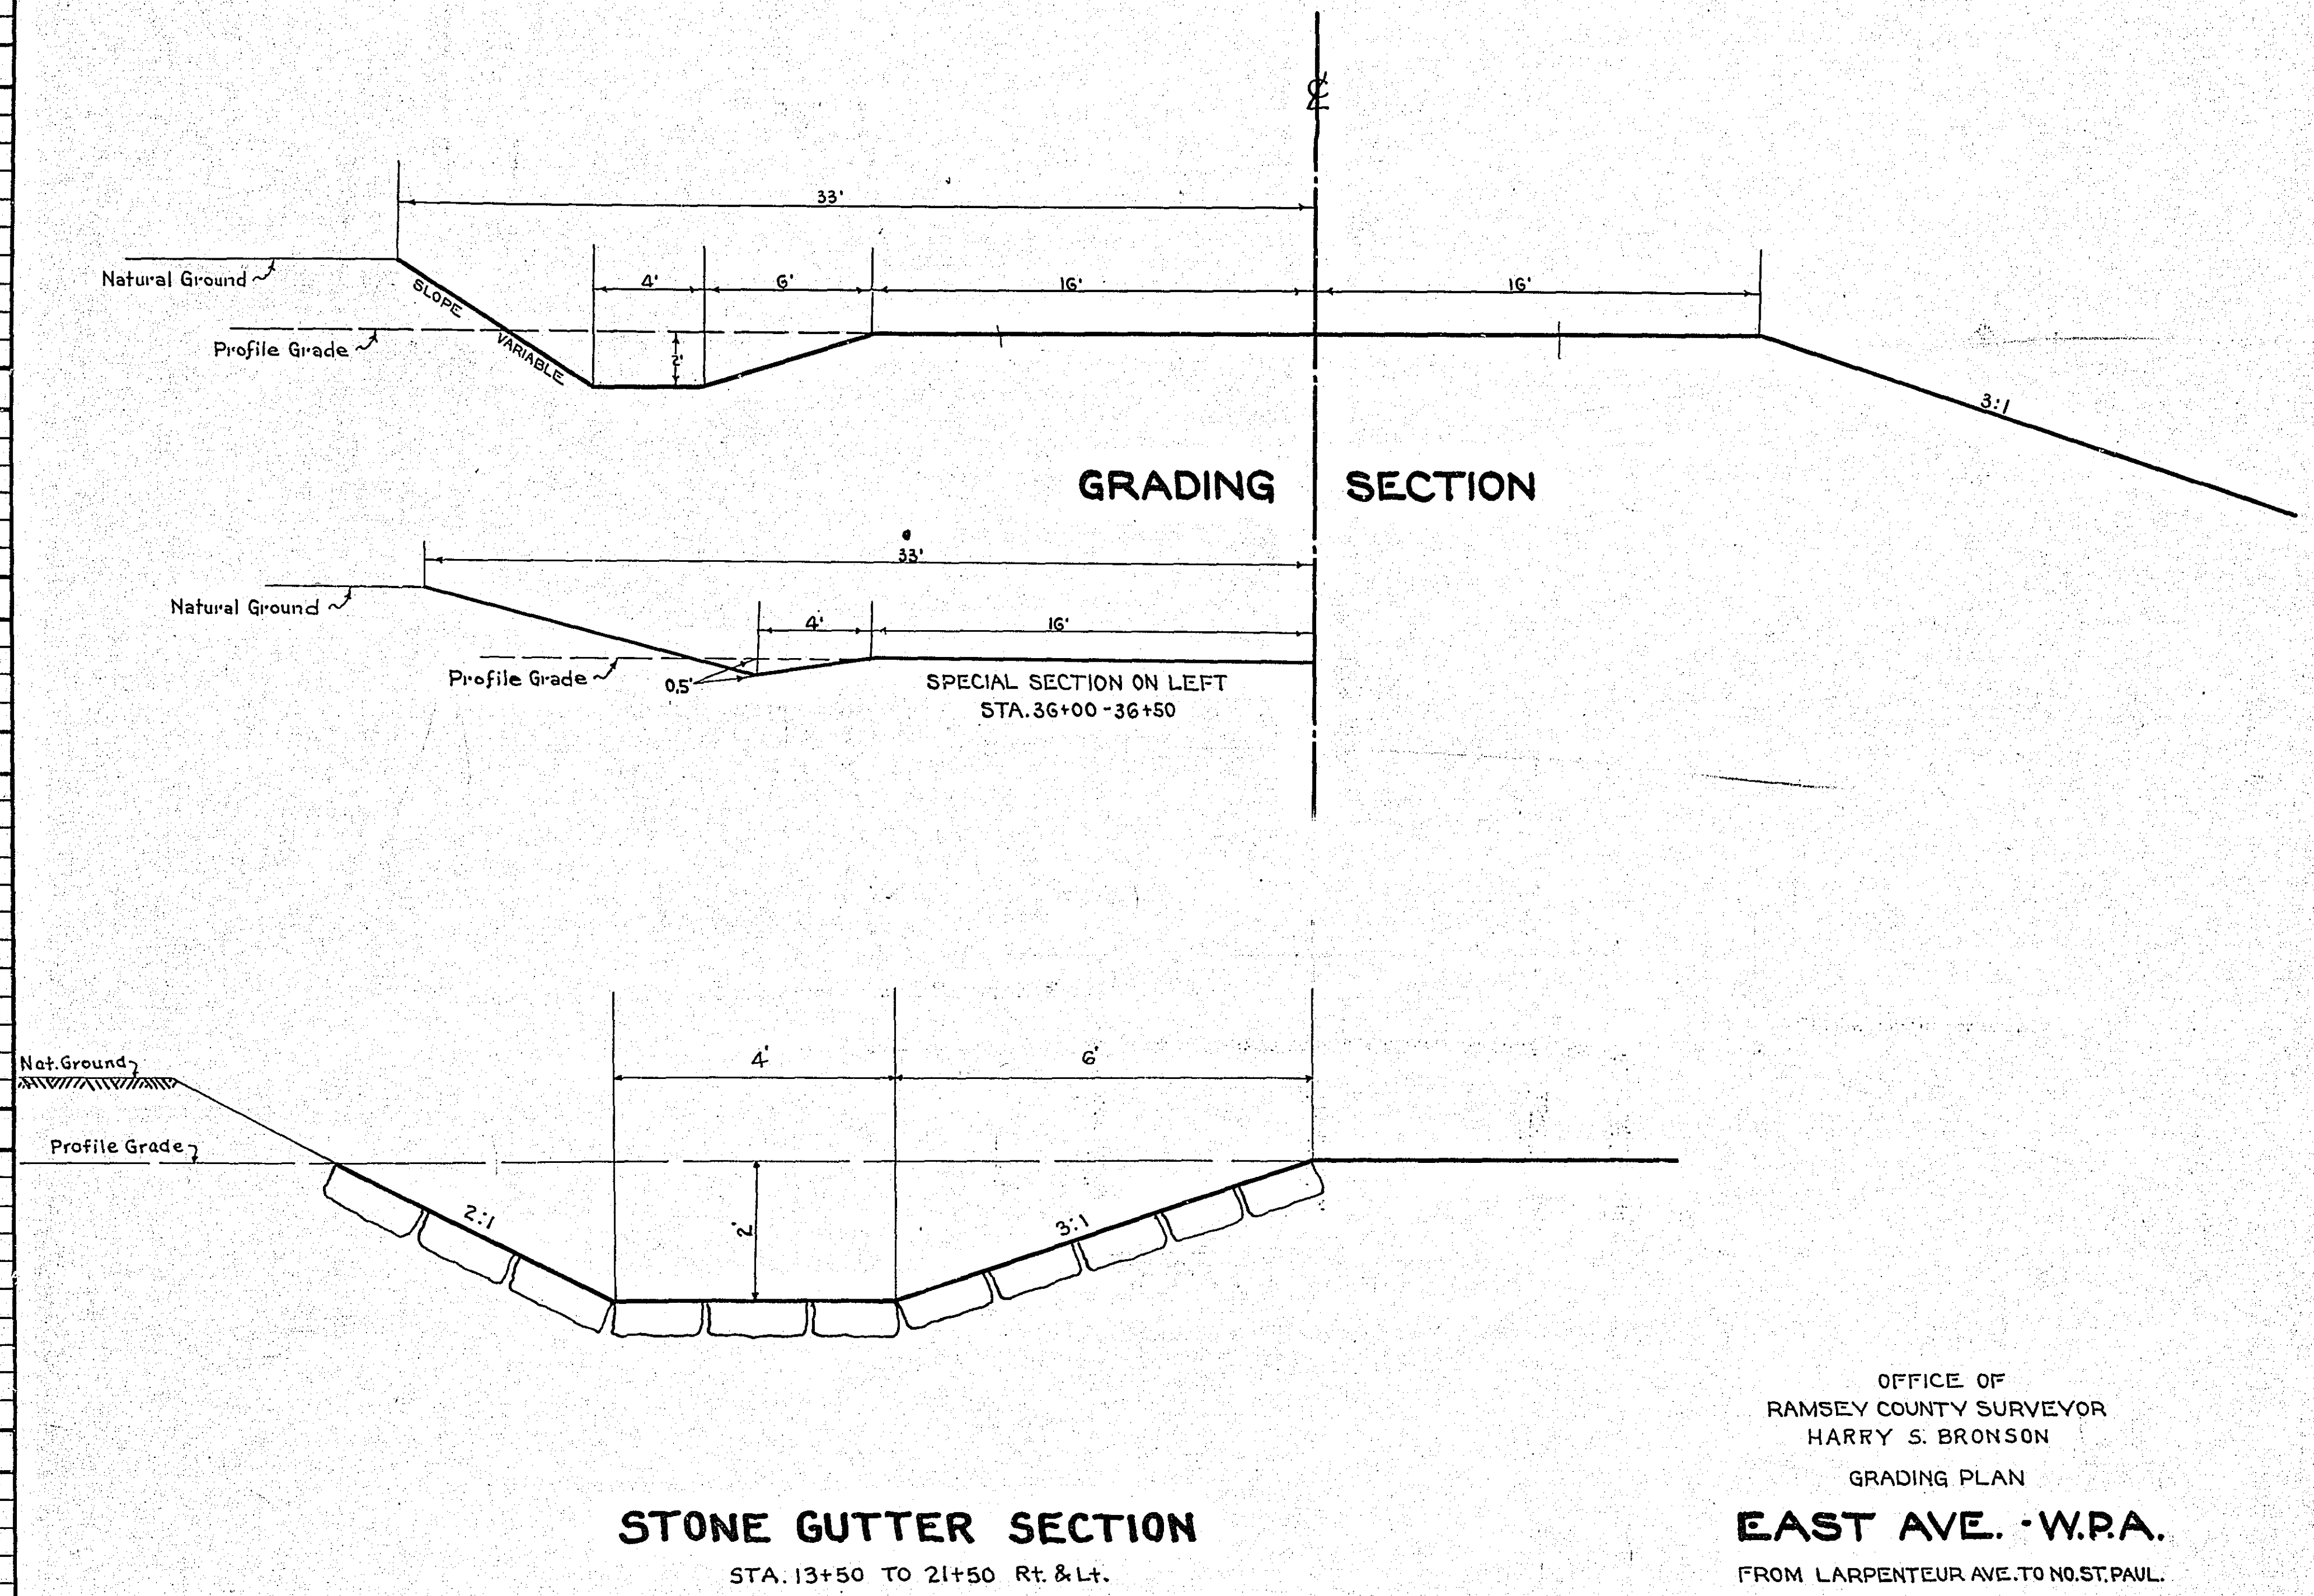 ℄
33'
4'
6'
16'
16'
Natural Ground
SLOPE
VARIABLE
Profile Grade
2'
3:1
GRADING SECTION
33'
Natural Ground
4'
16'
Profile Grade
0.5'
SPECIAL SECTION ON LEFT
STA. 36+00 - 36+50
Nat. Ground
4'
6'
Profile Grade
2:1
2'
3:1
STONE GUTTER SECTION
STA. 13+50 TO 21+50 Rt. & Lt.
OFFICE OF
RAMSEY COUNTY SURVEYOR
HARRY S. BRONSON
GRADING PLAN
EAST AVE. - W.P.A.
FROM LARPENTEUR AVE. TO NO. ST. PAUL.